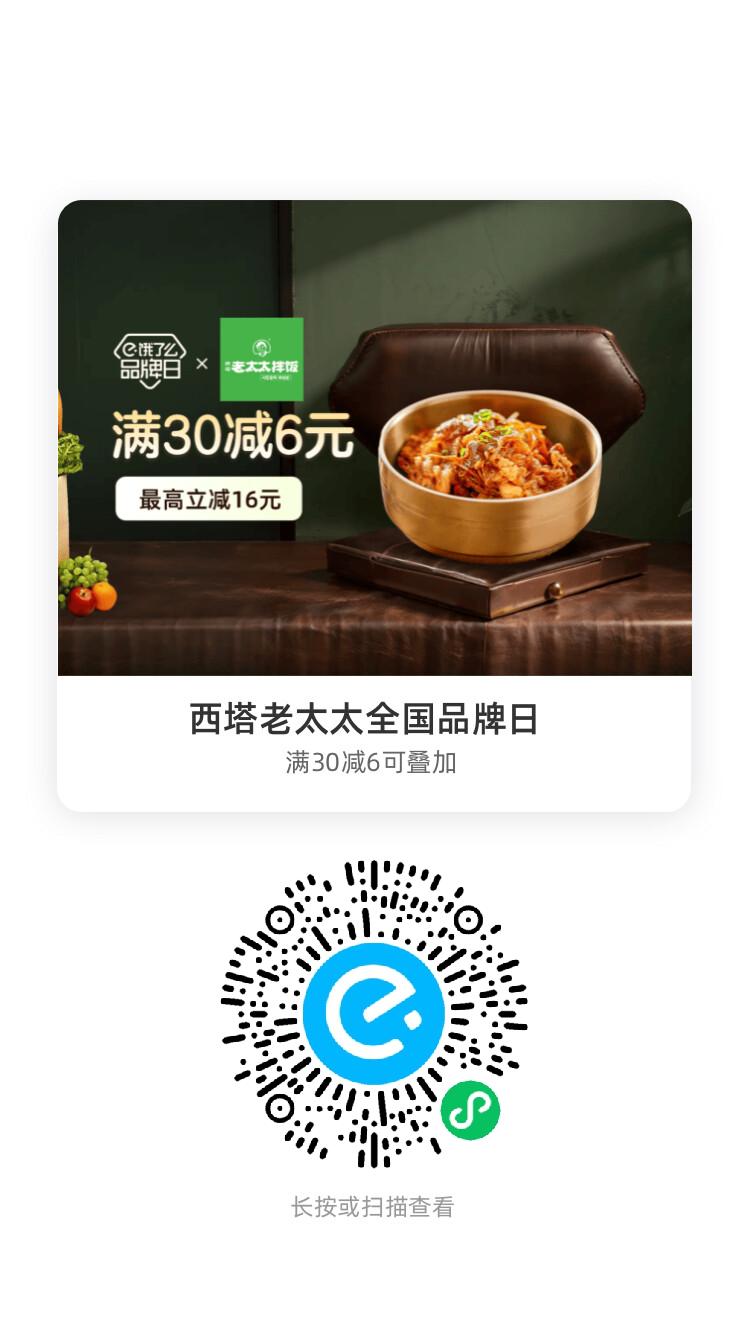 饿了么
品牌日
×
老太太拌饭
满30减6元
最高立减16元
西塔老太太全国品牌日
满30减6可叠加
长按或扫描查看